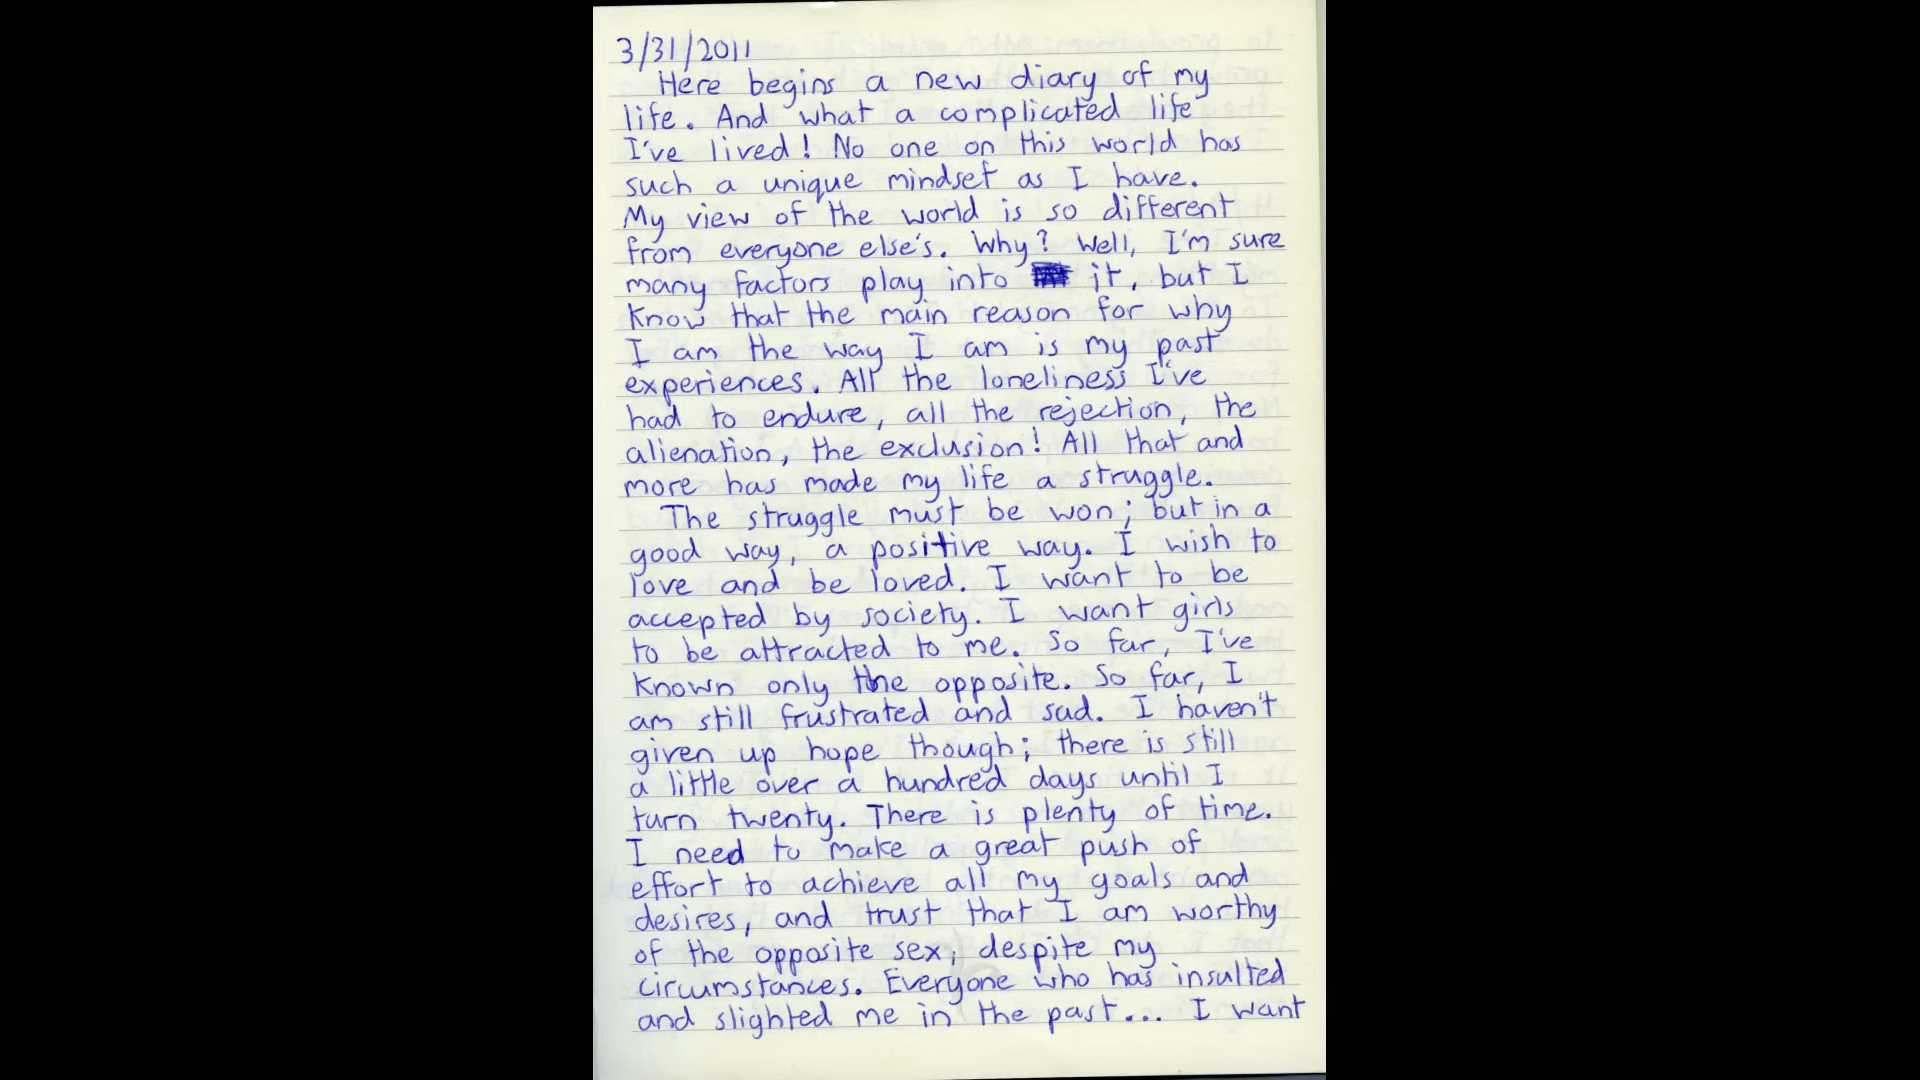 3/31/2011
Here begins a new diary of my
life. And what a complicated life
I've lived! No one on this world has
such a unique mindset as I have.
My view of the world is so different
from everyone else's. Why? Well, I'm sure
many factors play into it, but I
know that the main reason for why
I am the way I am is my past
experiences. All the loneliness I've
had to endure, all the rejection, the
alienation, the exclusion! All that and
more has made my life a struggle.
The struggle must be won; but in a
good way, a positive way. I wish to
love and be loved. I want to be
accepted by society. I want girls
to be attracted to me. So far, I've
known only the opposite. So far, I
am still frustrated and sad. I haven't
given up hope though; there is still
a little over a hundred days until I
turn twenty. There is plenty of time.
I need to make a great push of
effort to achieve all my goals and
desires, and trust that I am worthy
of the opposite sex, despite my
circumstances. Everyone who has insulted
and slighted me in the past... I want